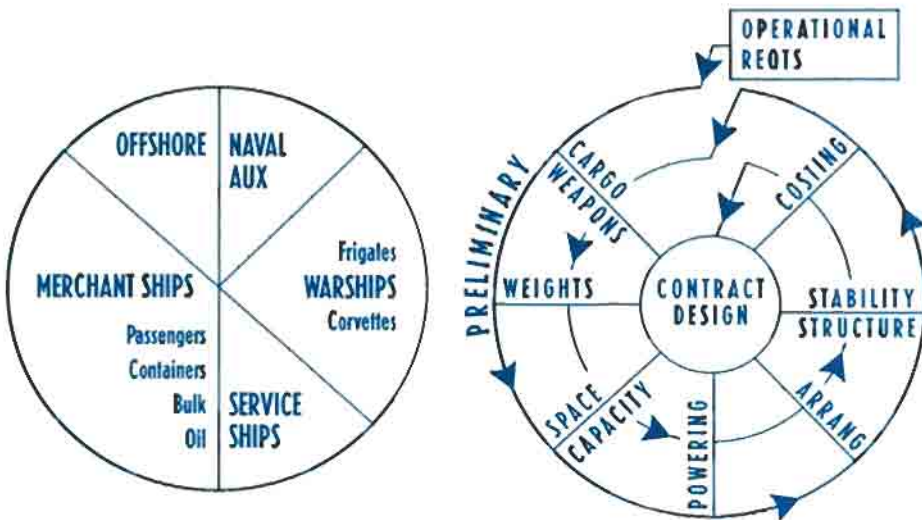 OFFSHORE
NAVAL
AUX
Frigales
MERCHANT SHIPS
WARSHIPS
Corvettes
Passengers
Containers
Bulk
Oil
SERVICE
SHIPS
OPERATIONAL
REQTS
PRELIMINARY
CARGO
WEAPONS
COSTING
WEIGHTS
CONTRACT
DESIGN
STABILITY
STRUCTURE
SPACE
CAPACITY
POWERING
ARRANG